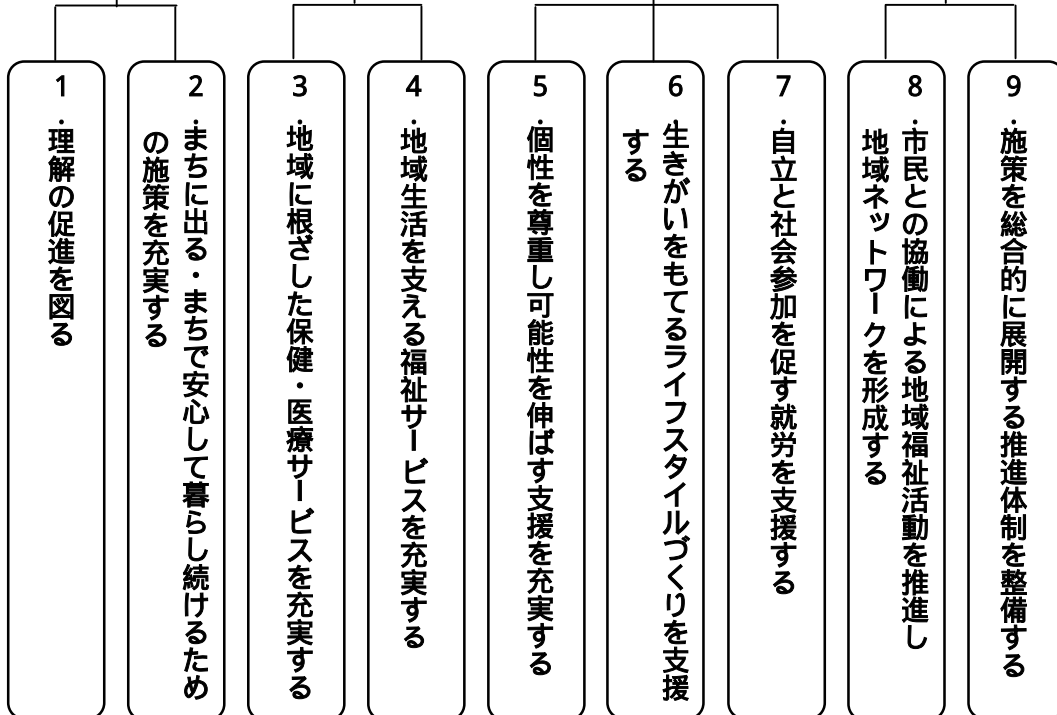 1．理解の促進を図る
2．まちに出る・まちで安心して暮らし続けるため
の施策を充実する
3．地域に根ざした保健・医療サービスを充実する
4．地域生活を支える福祉サービスを充実する
5．個性を尊重し可能性を伸ばす支援を充実する
6．生きがいをもてるライフスタイルづくりを支援
する
7．自立と社会参加を促す就労を支援する
8．市民との協働による地域福祉活動を推進し
地域ネットワークを形成する
9．施策を総合的に展開する推進体制を整備する